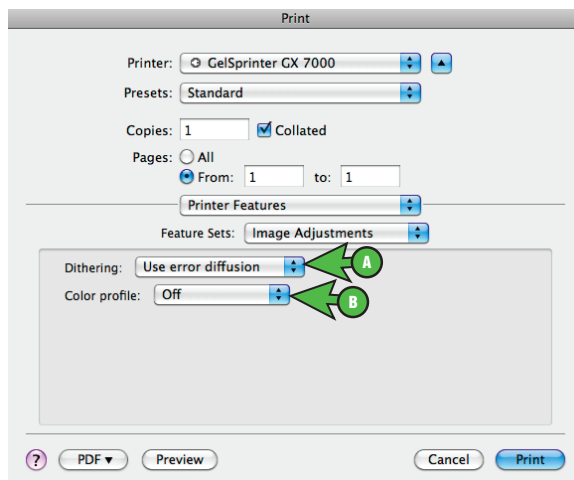 Print
Printer: GelSprinter GX 7000
Presets: Standard
Copies: 1 Collated
Pages: All
From: 1 to: 1
Printer Features
Feature Sets: Image Adjustments
Dithering: Use error diffusion A
Color profile: Off B
? PDF▼ Preview Cancel Print